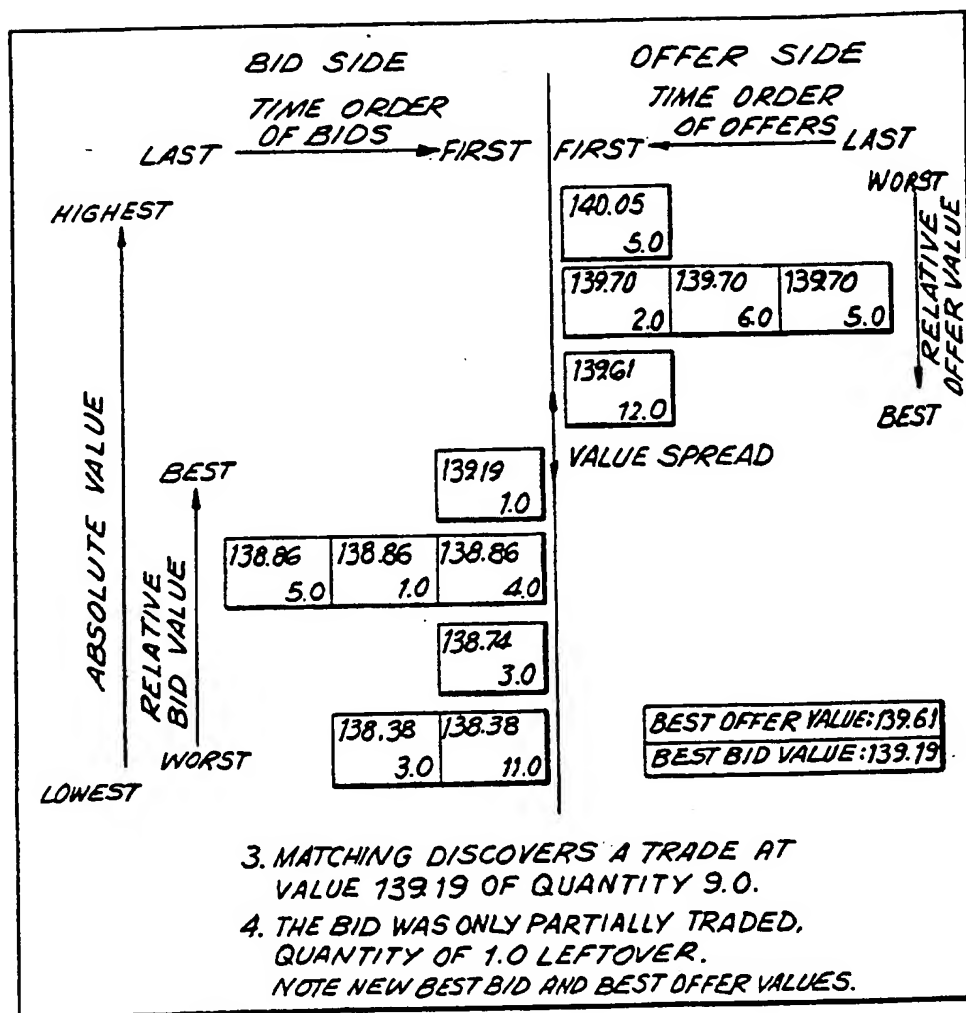 BID SIDE
OFFER SIDE
TIME ORDER
OF BIDS
TIME ORDER
OF OFFERS
LAST
FIRST
FIRST
LAST
HIGHEST
WORST
RELATIVE
OFFER VALUE
BEST
140.05
5.0
139.70 139.70 139.70
2.0 6.0 5.0
139.61
12.0
VALUE SPREAD
ABSOLUTE VALUE
BEST
RELATIVE
BID VALUE
139.19
1.0
138.86 138.86 138.86
5.0 1.0 4.0
138.74
3.0
138.38 138.38
3.0 11.0
WORST
LOWEST
BEST OFFER VALUE:139.61
BEST BID VALUE:139.19
3. MATCHING DISCOVERS A TRADE AT
VALUE 139.19 OF QUANTITY 9.0.
4. THE BID WAS ONLY PARTIALLY TRADED,
QUANTITY OF 1.0 LEFTOVER.
NOTE NEW BEST BID AND BEST OFFER VALUES.